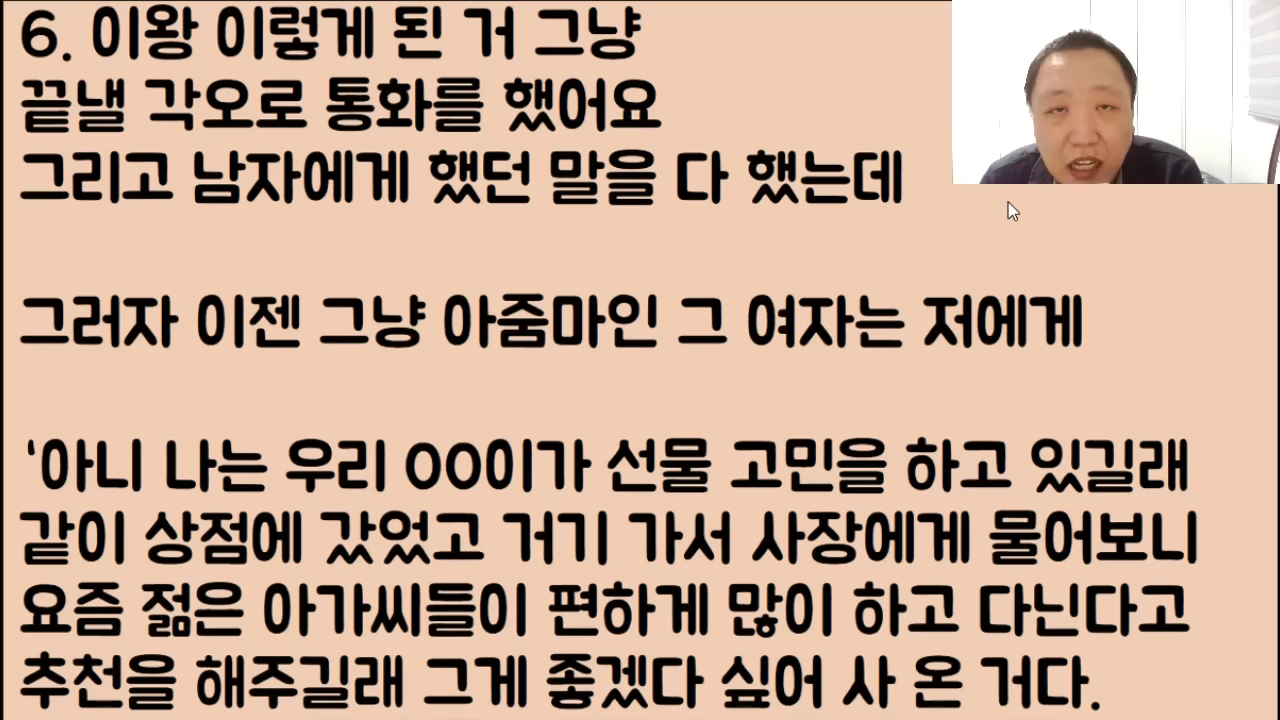 6. 이왕 이렇게 된 거 그냥
끝낼 각오로 통화를 했어요
그리고 남자에게 했던 말을 다 했는데
그러자 이젠 그냥 아줌마인 그 여자는 저에게
'아니 나는 우리 OO이가 선물 고민을 하고 있길래
같이 상점에 갔었고 거기 가서 사장에게 물어보니
요즘 젊은 아가씨들이 편하게 많이 하고 다닌다고
추천을 해주길래 그게 좋겠다 싶어 사 온 거다.